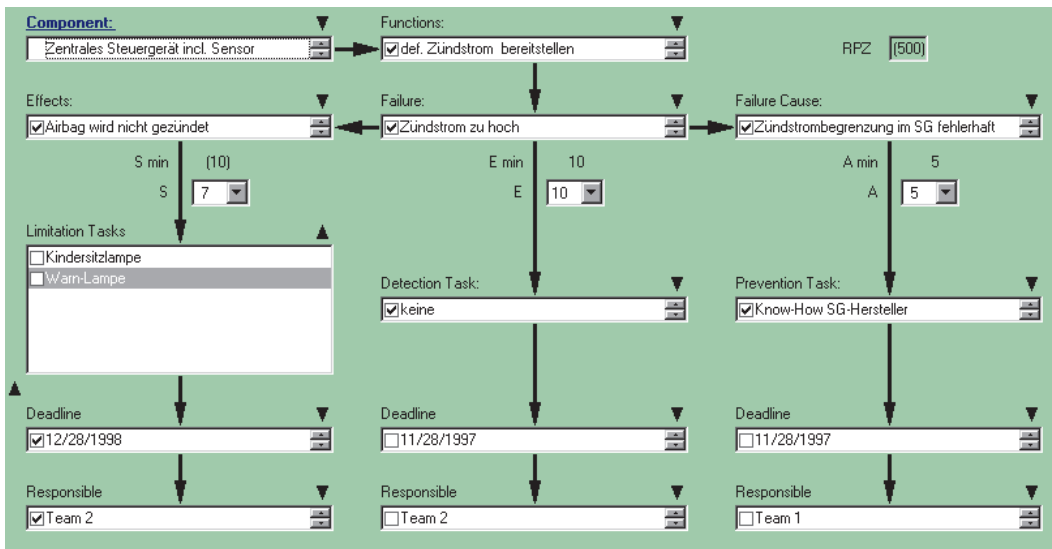 Component:
Functions:
Zentrales Steuergerät incl. Sensor
def. Zündstrom bereitstellen
RPZ (500)
Effects:
Failure:
Failure Cause:
Airbag wird nicht gezündet
Zündstrom zu hoch
Zündstrombegrenzung im SG fehlerhaft
S min (10)
E min 10
A min 5
S 7
E 10
A 5
Limitation Tasks
Kindersitzlampe
Warn-Lampe
Detection Task:
Prevention Task:
keine
Know-How SG-Hersteller
Deadline
Deadline
Deadline
12/28/1998
11/28/1997
11/28/1997
Responsible
Responsible
Responsible
Team 2
Team 2
Team 1